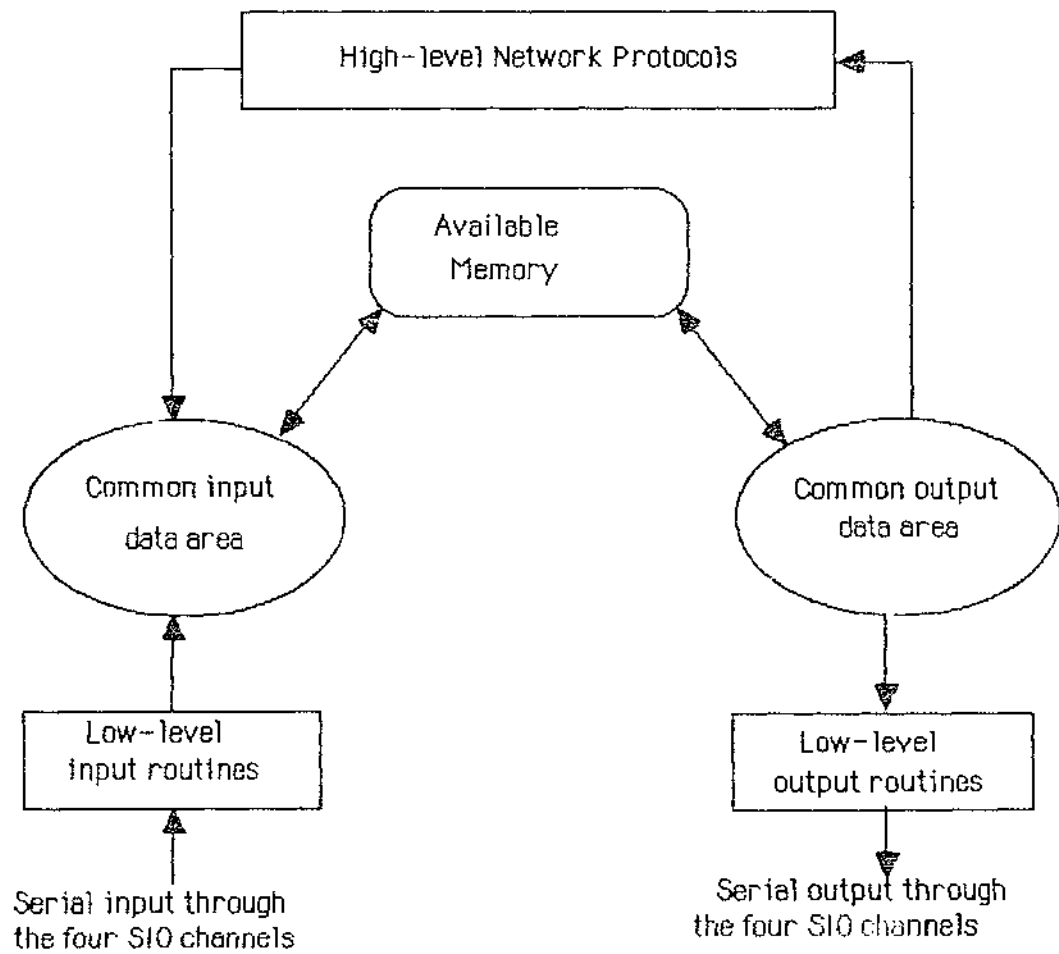 High-level Network Protocols
Available
Memory
Common input
data area
Common output
data area
Low-level
input routines
Low-level
output routines
Serial input through
the four SIO channels
Serial output through
the four SIO channels